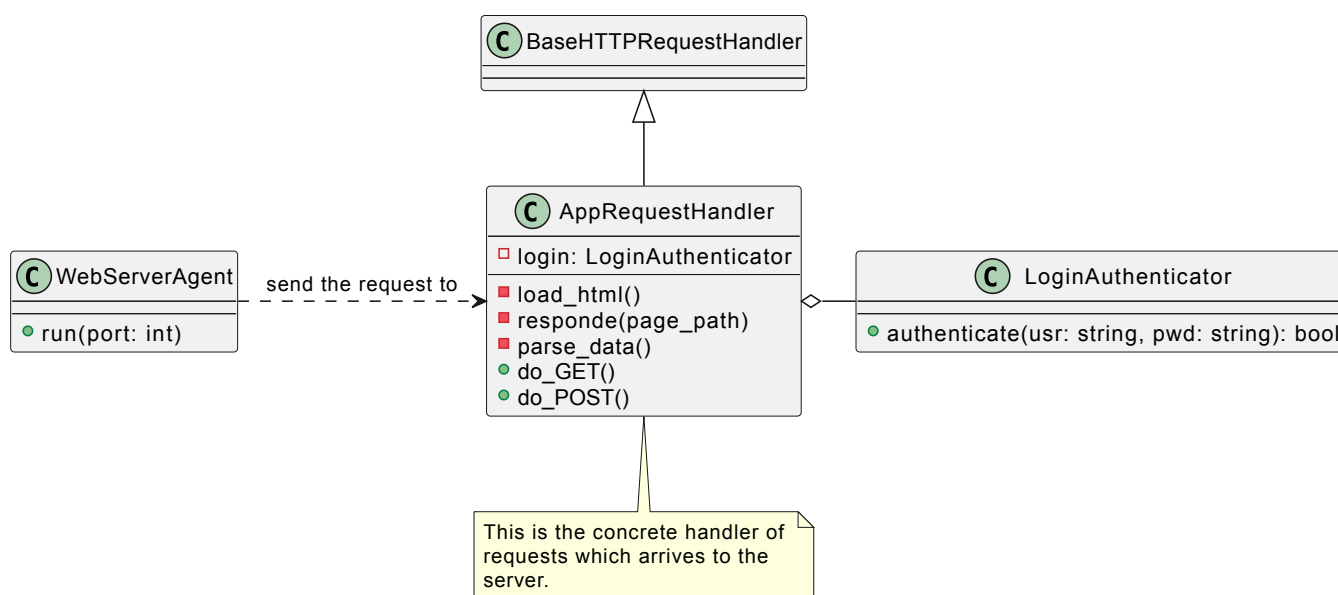 C BaseHTTPRequestHandler
C AppRequestHandler
login: LoginAuthenticator
load_html()
responde(page_path)
parse_data()
do_GET()
do_POST()
C WebServerAgent
run(port: int)
send the request to
C LoginAuthenticator
authenticate(usr: string, pwd: string): bool
This is the concrete handler of
requests which arrives to the
server.